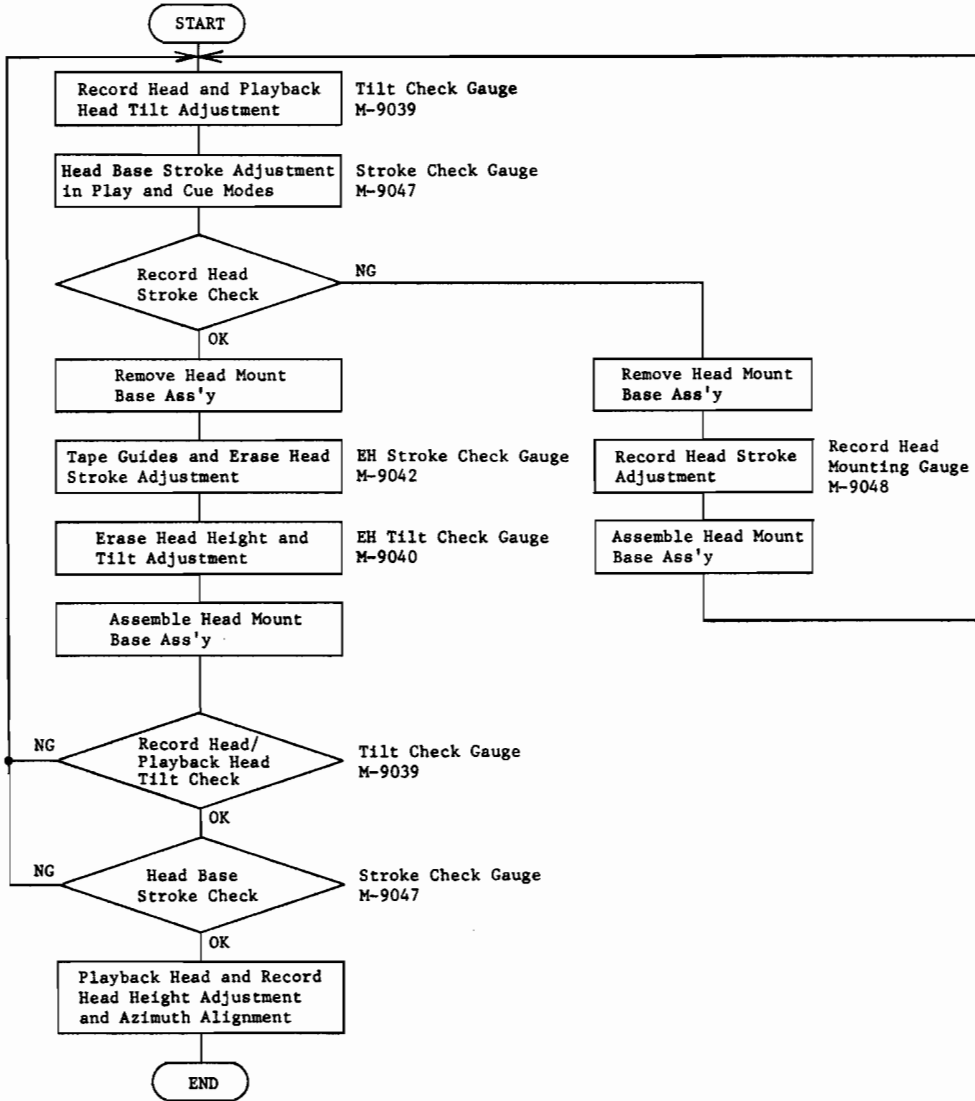 START
Record Head and Playback
Head Tilt Adjustment
Tilt Check Gauge
M-9039
Head Base Stroke Adjustment
in Play and Cue Modes
Stroke Check Gauge
M-9047
Record Head
Stroke Check
NG
OK
Remove Head Mount
Base Ass'y
Tape Guides and Erase Head
Stroke Adjustment
EH Stroke Check Gauge
M-9042
Erase Head Height and
Tilt Adjustment
EH Tilt Check Gauge
M-9040
Assemble Head Mount
Base Ass'y
Remove Head Mount
Base Ass'y
Record Head Stroke
Adjustment
Record Head
Mounting Gauge
M-9048
Assemble Head Mount
Base Ass'y
NG
Record Head/
Playback Head
Tilt Check
Tilt Check Gauge
M-9039
OK
NG
Head Base
Stroke Check
Stroke Check Gauge
M-9047
OK
Playback Head and Record
Head Height Adjustment
and Azimuth Alignment
END